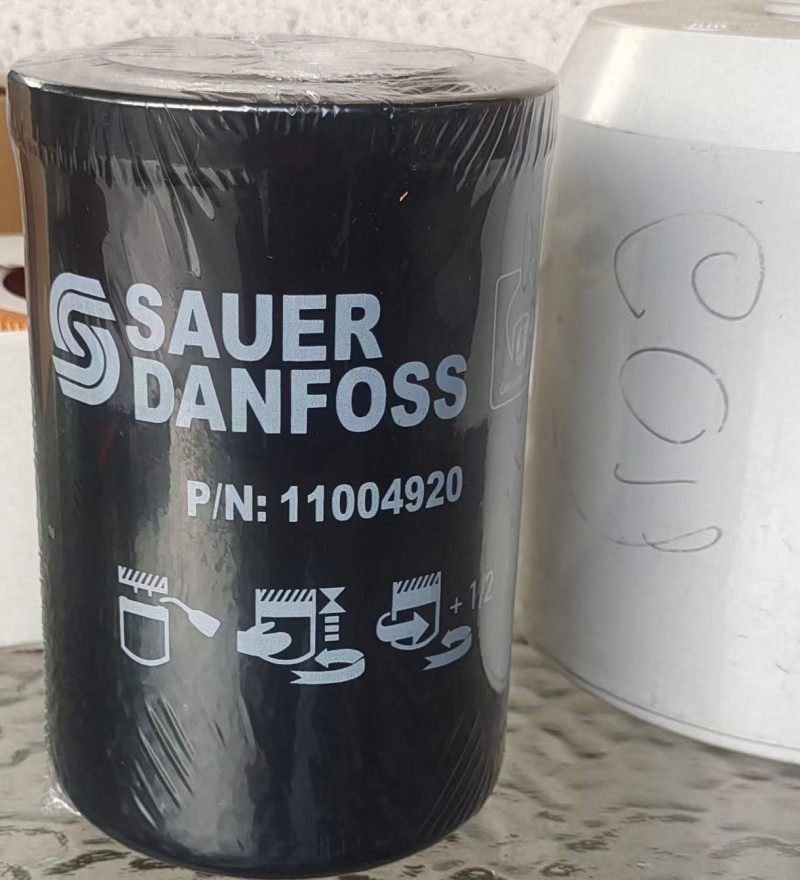 SAUER
DANFOSS
P/N: 11004920
+ 1/2